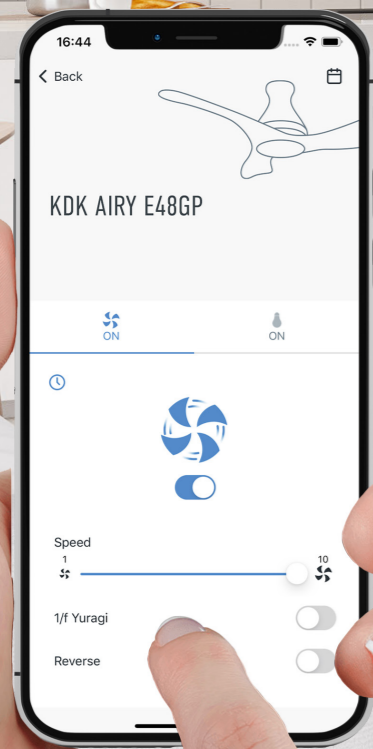 16:44
Back
KDK AIRY E48GP
ON
ON
Speed
1
10
1/f Yuragi
Reverse